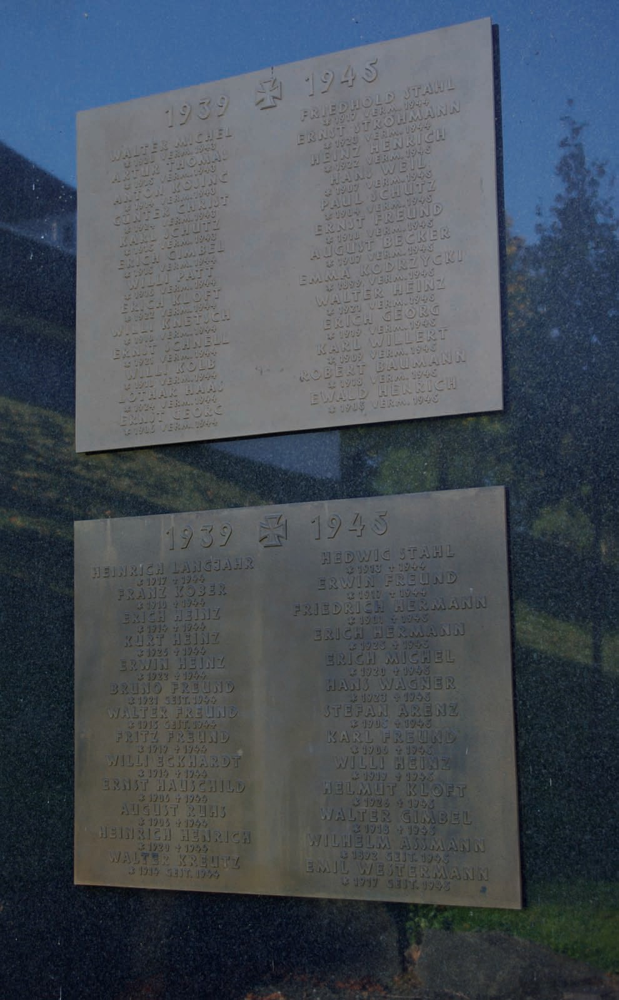 1939 1945
WALTER MICHEL
VERM. 1943
ARTUR THOMAS
VERM. 1943
ANTON KOSING
* 1914 VERM. 1943
GÜNTER CHRIST
* 1924 VERM. 1943
KARL SCHÜTZ
* 1915 VERM. 1943
ERICH GIMBEL
* 1915 VERM. 1944
WILLI PATT
* 1916 VERM. 1944
ERICH KLOFT
* 1922 VERM. 1944
WILLI KNETSCH
* 1910 VERM. 1944
ERNST SCHNELL
* 1921 VERM. 1944
WILLI KOLB
* 1910 VERM. 1944
LOTHAR HAAS
* 1924 VERM. 1944
ERNST GEORG
* 1906 VERM. 1944
FRIEDHOLD STAHL
* 1917 VERM. 1944
ERNST STROHMANN
* 1923 VERM. 1944
HEINZ HENRICH
* 1922 VERM. 1945
HANS WEIL
* 1907 VERM. 1945
PAUL SCHÜTZ
* 1904 VERM. 1945
ERNST FREUND
* 1911 VERM. 1945
AUGUST BECKER
* 1907 VERM. 1945
EMMA KODRZYCKI
* 1899 VERM. 1945
WALTER HEINZ
* 1921 VERM. 1945
ERICH GEORG
* 1919 VERM. 1945
KARL WILLERT
* 1909 VERM. 1945
ROBERT BAUMANN
* 1918 VERM. 1945
EWALD HENRICH
* 1905 VERM. 1945
1939 1945
HEINRICH LANGJAHR
* 1917 † 1944
FRANZ KOBER
* 1910 † 1944
ERICH HEINZ
* 1914 † 1944
KURT HEINZ
* 1925 † 1944
ERWIN HEINZ
* 1922 † 1944
BRUNO FREUND
* 1921 GEST. 1944
WALTER FREUND
* 1915 GEST. 1944
FRITZ FREUND
* 1919 † 1944
WILLI ECKHARDT
* 1914 † 1944
ERNST HAUSCHILD
* 1906 † 1944
AUGUST RUHS
* 1905 † 1944
HEINRICH HENRICH
* 1920 † 1944
WALTER KREUTZ
* 1914 GEST. 1944
HEDWIG STAHL
* 1913 † 1944
ERWIN FREUND
* 1917 † 1944
FRIEDRICH HERMANN
* 1901 † 1945
ERICH HERMANN
* 1925 † 1945
ERICH MICHEL
* 1920 † 1945
HANS WAGNER
* 1923 † 1945
STEFAN ARENZ
* 1905 † 1945
KARL FREUND
* 1906 † 1945
WILLI HEINZ
* 1919 † 1945
HELMUT KLOFT
* 1926 † 1945
WALTER GIMBEL
* 1918 † 1945
WILHELM ASSMANN
* 1892 GEST. 1945
EMIL WESTERMANN
* 1917 GEST. 1945